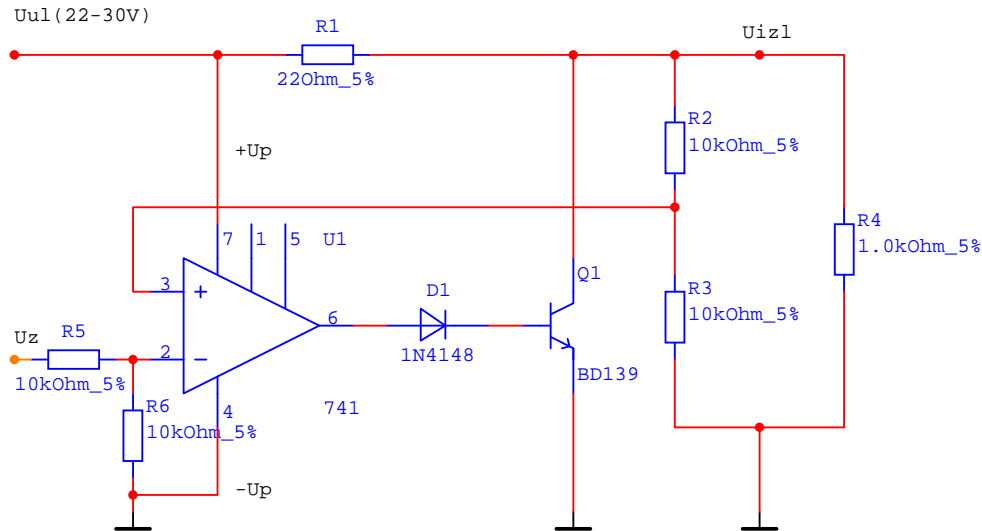 Uul(22-30V)
R1
Uizl
22Ohm_5%
R2
10kOhm_5%
+Up
7
1
5
U1
R4
1.0kOhm_5%
3
+
Q1
D1
R3
10kOhm_5%
6
Uz
R5
2
−
1N4148
10kOhm_5%
BD139
R6
4
741
10kOhm_5%
-Up